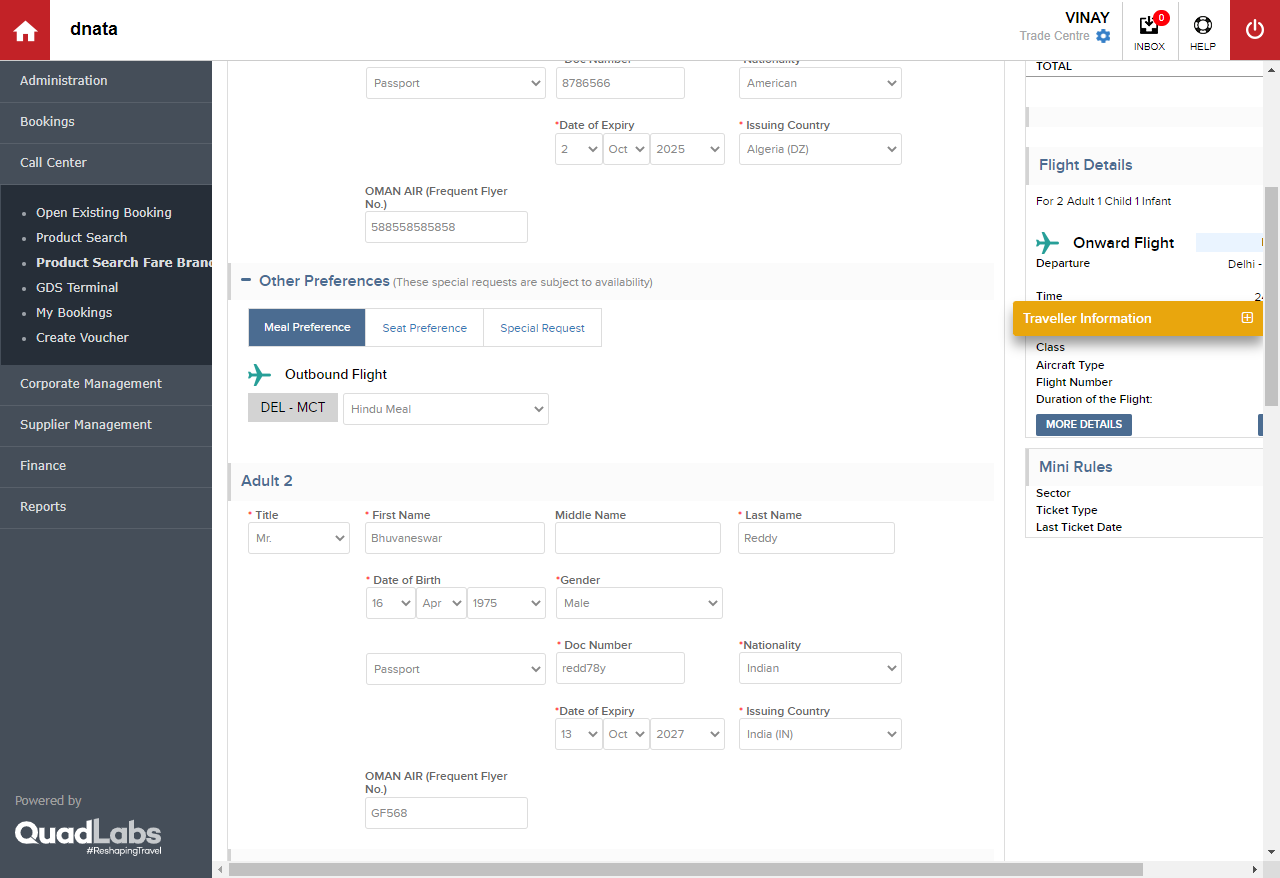 dnata
VINAY
Trade Centre
0
INBOX
HELP
Administration
Bookings
Call Center
Open Existing Booking
Product Search
Product Search Fare Bran
GDS Terminal
My Bookings
Create Voucher
Corporate Management
Supplier Management
Finance
Reports
Powered by
QuadLabs
#ReshapingTravel
* Doc Number
*Nationality
Passport
8786566
American
*Date of Expiry
* Issuing Country
2
Oct
2025
Algeria (DZ)
OMAN AIR (Frequent Flyer
No.)
588558585858
Other Preferences (These special requests are subject to availability)
Meal Preference
Seat Preference
Special Request
Outbound Flight
DEL - MCT
Hindu Meal
Adult 2
* Title
* First Name
Middle Name
* Last Name
Mr.
Bhuvaneswar
Reddy
* Date of Birth
*Gender
16
Apr
1975
Male
* Doc Number
*Nationality
Passport
redd78y
Indian
*Date of Expiry
* Issuing Country
13
Oct
2027
India (IN)
OMAN AIR (Frequent Flyer
No.)
GF568
TOTAL
Flight Details
For 2 Adult 1 Child 1 Infant
Onward Flight
Departure
Delhi -
Time
Traveller Information
Class
Aircraft Type
Flight Number
Duration of the Flight:
MORE DETAILS
Mini Rules
Sector
Ticket Type
Last Ticket Date